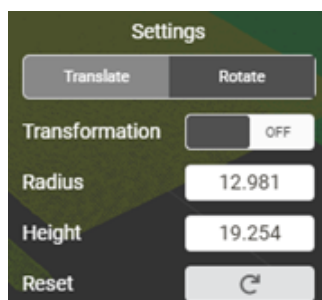 Settings
Translate Rotate
Transformation OFF
Radius 12.981
Height 19.254
Reset